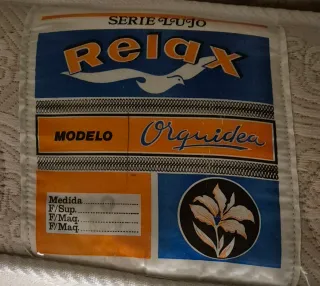 SERIE LUJO
Relax
MODELO Orquidea
Medida
F/Sup.
F/Maq.
F/Maq.